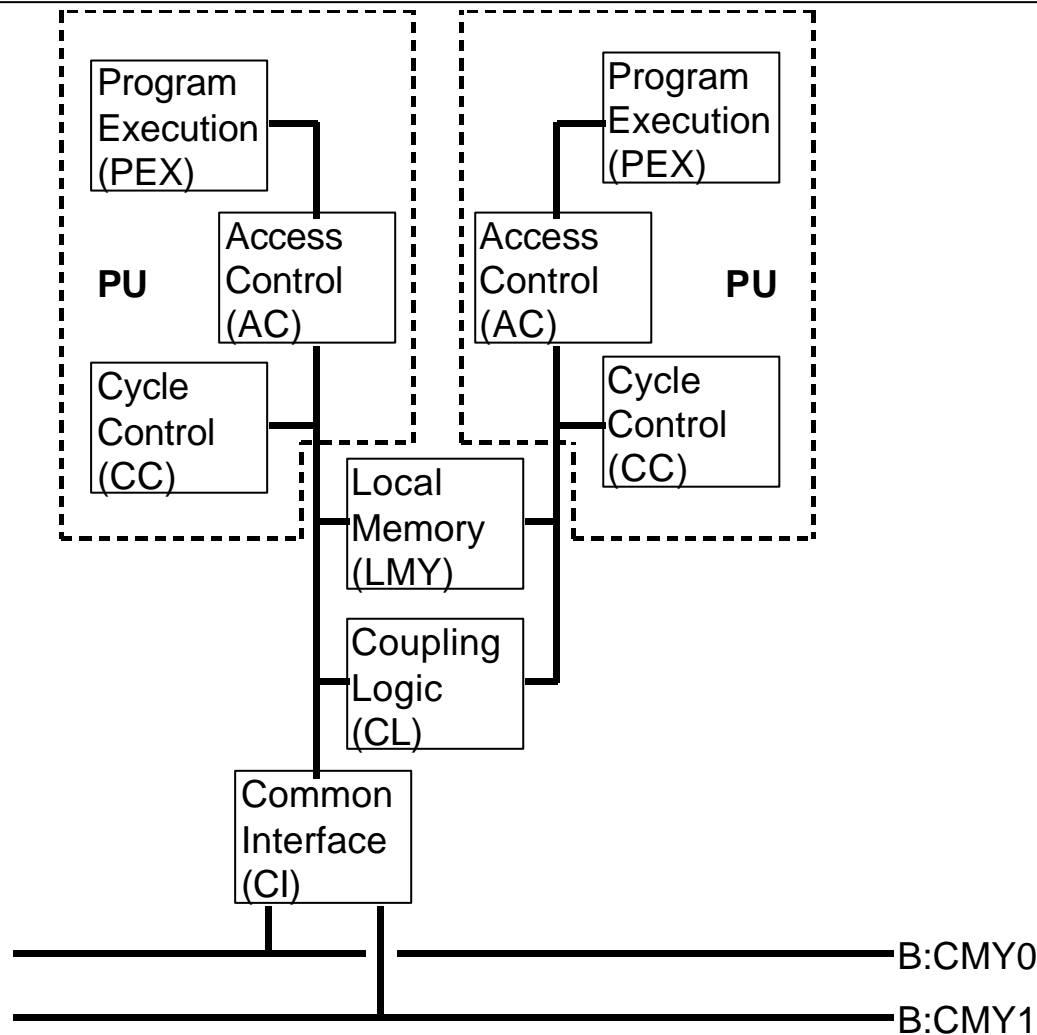 Program
Execution
(PEX)
Program
Execution
(PEX)
Access
Control
(AC)
Access
Control
(AC)
PU
PU
Cycle
Control
(CC)
Cycle
Control
(CC)
Local
Memory
(LMY)
Coupling
Logic
(CL)
Common
Interface
(CI)
B:CMY0
B:CMY1